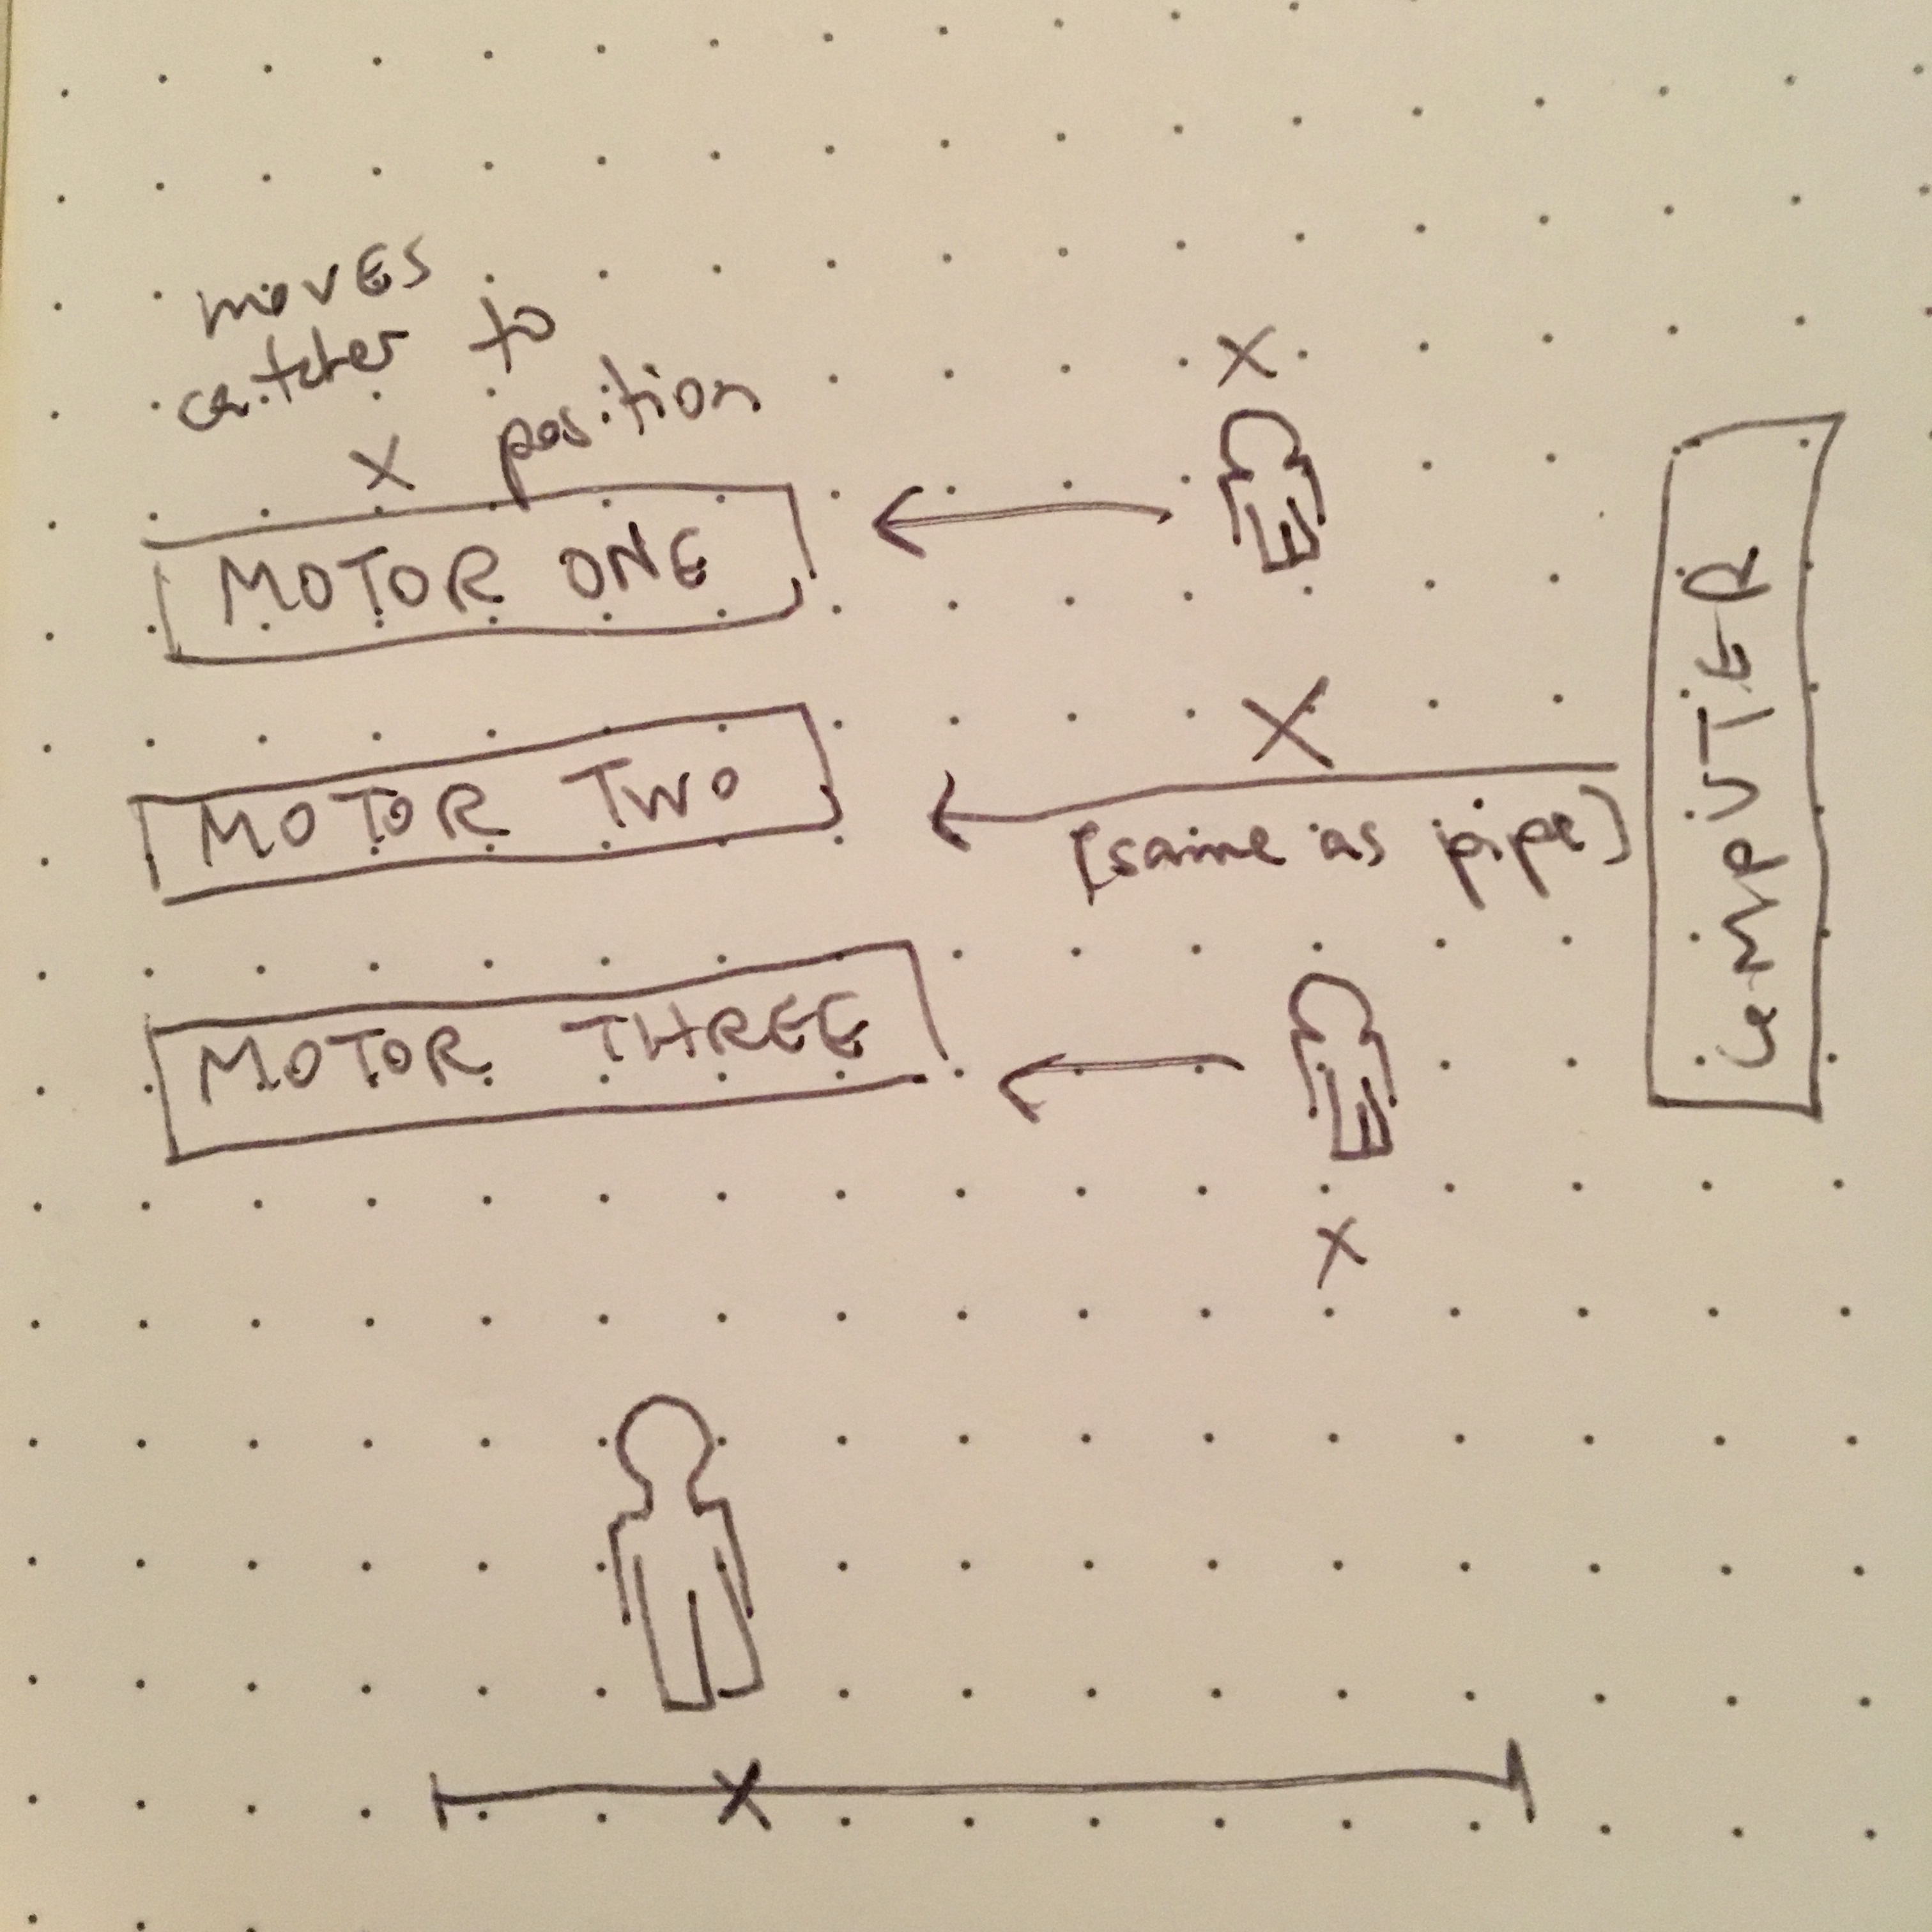 moves
catcher to
X position
X
MOTOR ONE
X
MOTOR TWO
(same as pipe)
COMPUTER
MOTOR THREE
X
X